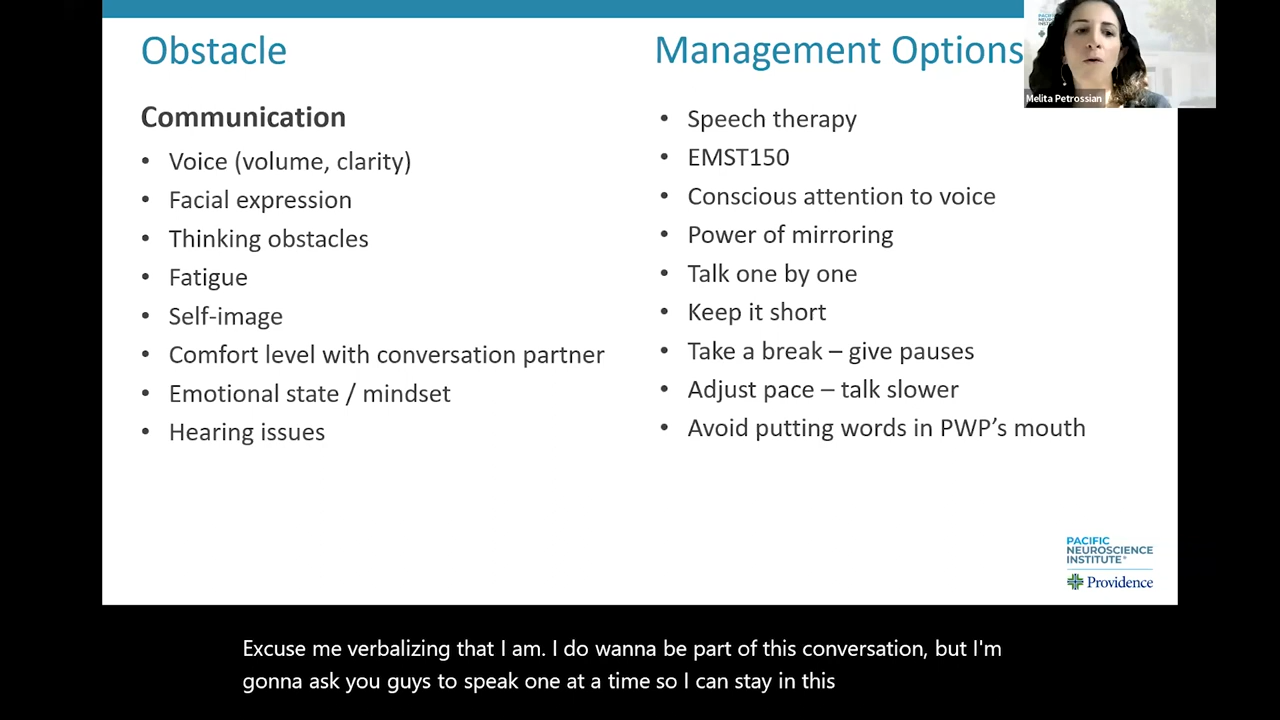 Obstacle
Communication
• Voice (volume, clarity)
• Facial expression
• Thinking obstacles
• Fatigue
• Self-image
• Comfort level with conversation partner
• Emotional state / mindset
• Hearing issues
Management Options
• Speech therapy
• EMST150
• Conscious attention to voice
• Power of mirroring
• Talk one by one
• Keep it short
• Take a break – give pauses
• Adjust pace – talk slower
• Avoid putting words in PWP’s mouth
Melita Petrossian
PACIFIC
NEUROSCIENCE
INSTITUTE®
Providence
Excuse me verbalizing that I am. I do wanna be part of this conversation, but I'm
gonna ask you guys to speak one at a time so I can stay in this